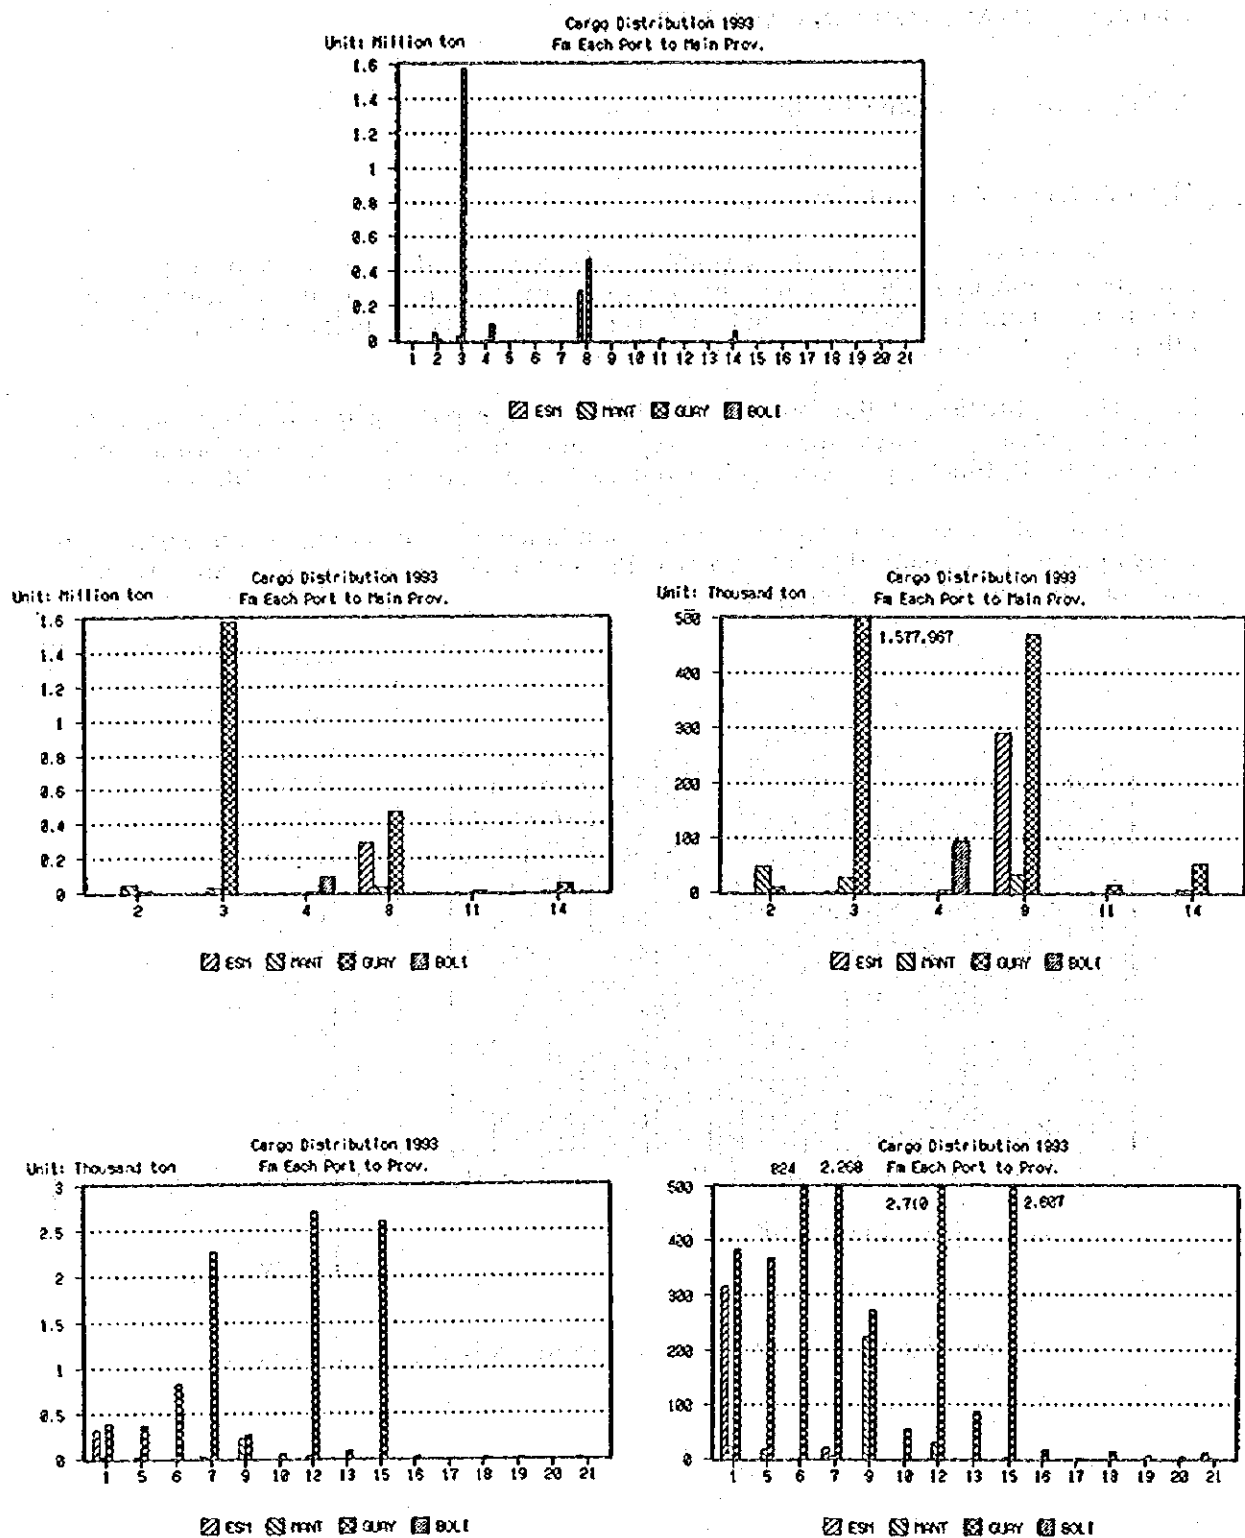 Cargo Distribution 1993
Unit: Million ton Fm Each Port to Main Prov.
1.6
1.4
1.2
1
0.8
0.6
0.4
0.2
0
1 2 3 4 5 6 7 8 9 10 11 12 13 14 15 16 17 18 19 20 21
ESM MANT GUAY BOLI
Cargo Distribution 1993
Unit: Million ton Fm Each Port to Main Prov.
1.6
1.4
1.2
1
0.8
0.6
0.4
0.2
0
2 3 4 8 11 14
ESM MANT GUAY BOLI
Cargo Distribution 1993
Unit: Thousand ton Fm Each Port to Main Prov.
500
1.577.967
400
300
200
100
0
2 3 4 9 11 14
ESM MANT GUAY BOLI
Cargo Distribution 1993
Unit: Thousand ton Fm Each Port to Prov.
3
2.5
2
1.5
1
0.5
0
1 5 6 7 9 10 12 13 15 16 17 18 19 20 21
ESM MANT GUAY BOLI
Cargo Distribution 1993
824 2.268 Fm Each Port to Prov.
500
2.710 2.607
400
300
200
100
0
1 5 6 7 9 10 12 13 15 16 17 18 19 20 21
ESM MANT GUAY BOLI